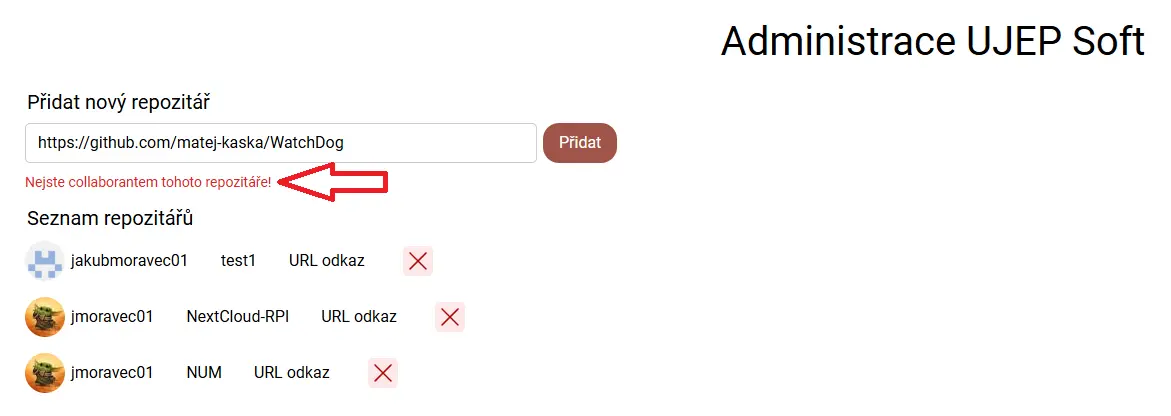 Administrace UJEP Soft
Přidat nový repozitář
https://github.com/matej-kaska/WatchDog Přidat
Nejste collaborantem tohoto repozitáře!
Seznam repozitářů
jakubmoravec01 test1 URL odkaz
jmoravec01 NextCloud-RPI URL odkaz
jmoravec01 NUM URL odkaz